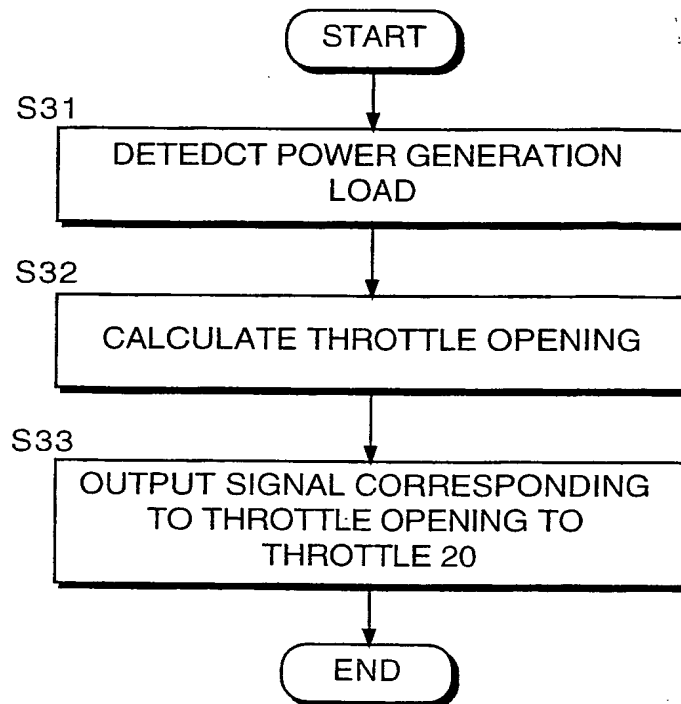 START
S31
DETEDCT POWER GENERATION
LOAD
S32
CALCULATE THROTTLE OPENING
S33
OUTPUT SIGNAL CORRESPONDING
TO THROTTLE OPENING TO
THROTTLE 20
END